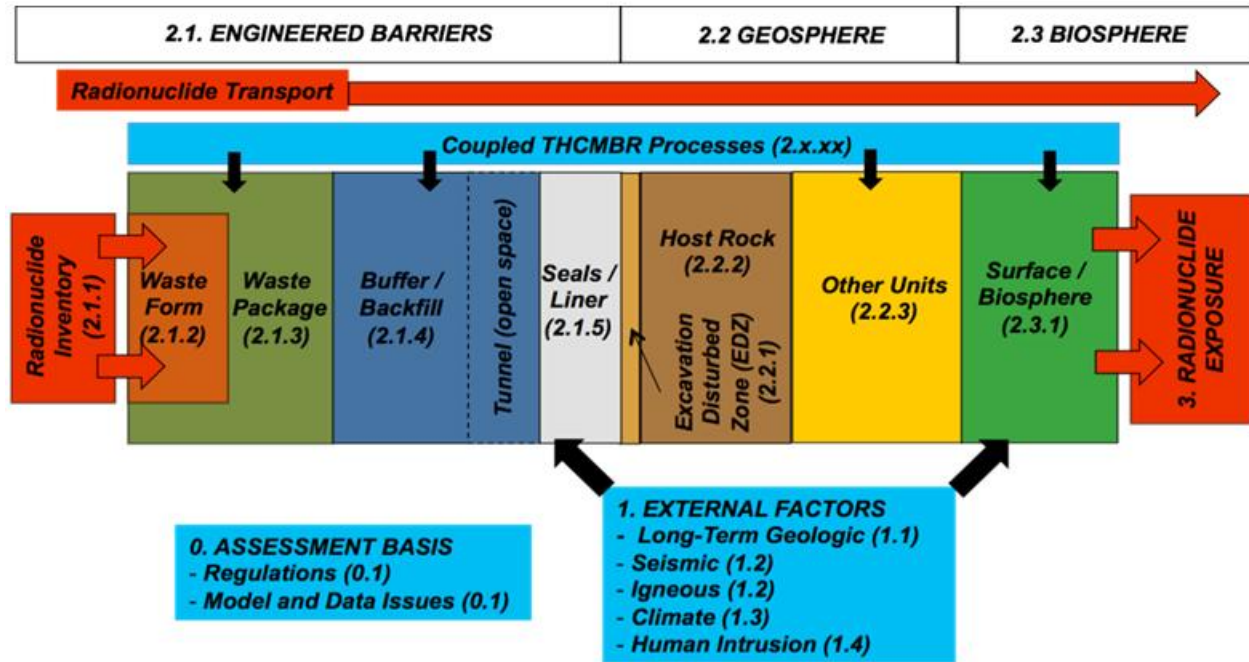 2.1. ENGINEERED BARRIERS
2.2 GEOSPHERE
2.3 BIOSPHERE
Radionuclide Transport
Coupled THCMBR Processes (2.x.xx)
Radionuclide
Inventory
(2.1.1)
Waste
Form
(2.1.2)
Waste
Package
(2.1.3)
Buffer /
Backfill
(2.1.4)
Tunnel (open space)
Seals /
Liner
(2.1.5)
Host Rock
(2.2.2)
Excavation
Disturbed
Zone (EDZ)
(2.2.1)
Other Units
(2.2.3)
Surface /
Biosphere
(2.3.1)
3. RADIONUCLIDE
EXPOSURE
0. ASSESSMENT BASIS
- Regulations (0.1)
- Model and Data Issues (0.1)
1. EXTERNAL FACTORS
- Long-Term Geologic (1.1)
- Seismic (1.2)
- Igneous (1.2)
- Climate (1.3)
- Human Intrusion (1.4)